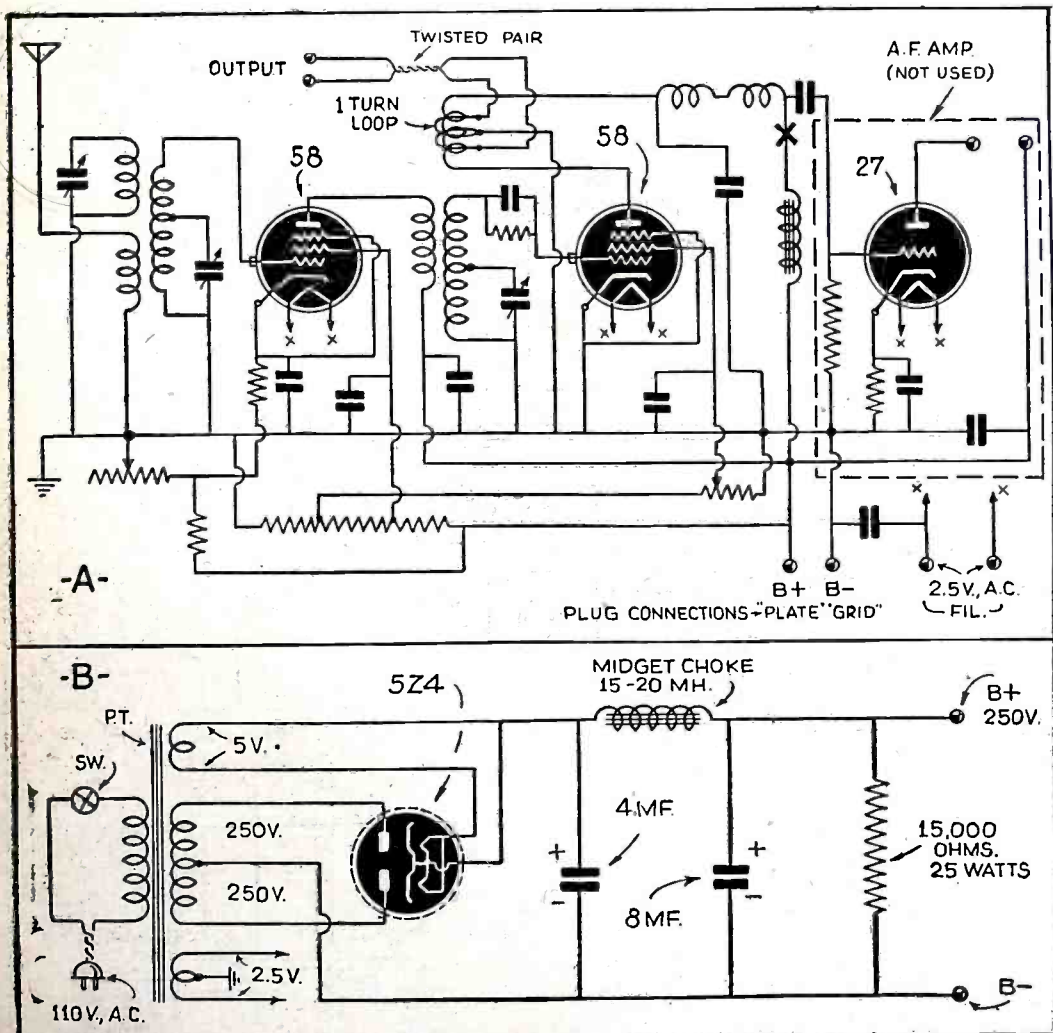 TWISTED PAIR
OUTPUT
1 TURN
LOOP
58
58
A.F. AMP.
(NOT USED)
27
X
x x
x x
x x
x x
-A-
B+ B-
2.5V., A.C.
FIL.
PLUG CONNECTIONS-"PLATE" "GRID"
-B-
5Z4
MIDGET CHOKE
15-20 MH.
B+
250V.
P.T.
SW.
5V.
250V.
250V.
+
4 MF.
-
+
8 MF.
-
15,000
OHMS.
25 WATTS
2.5V.
110V., A.C.
B-